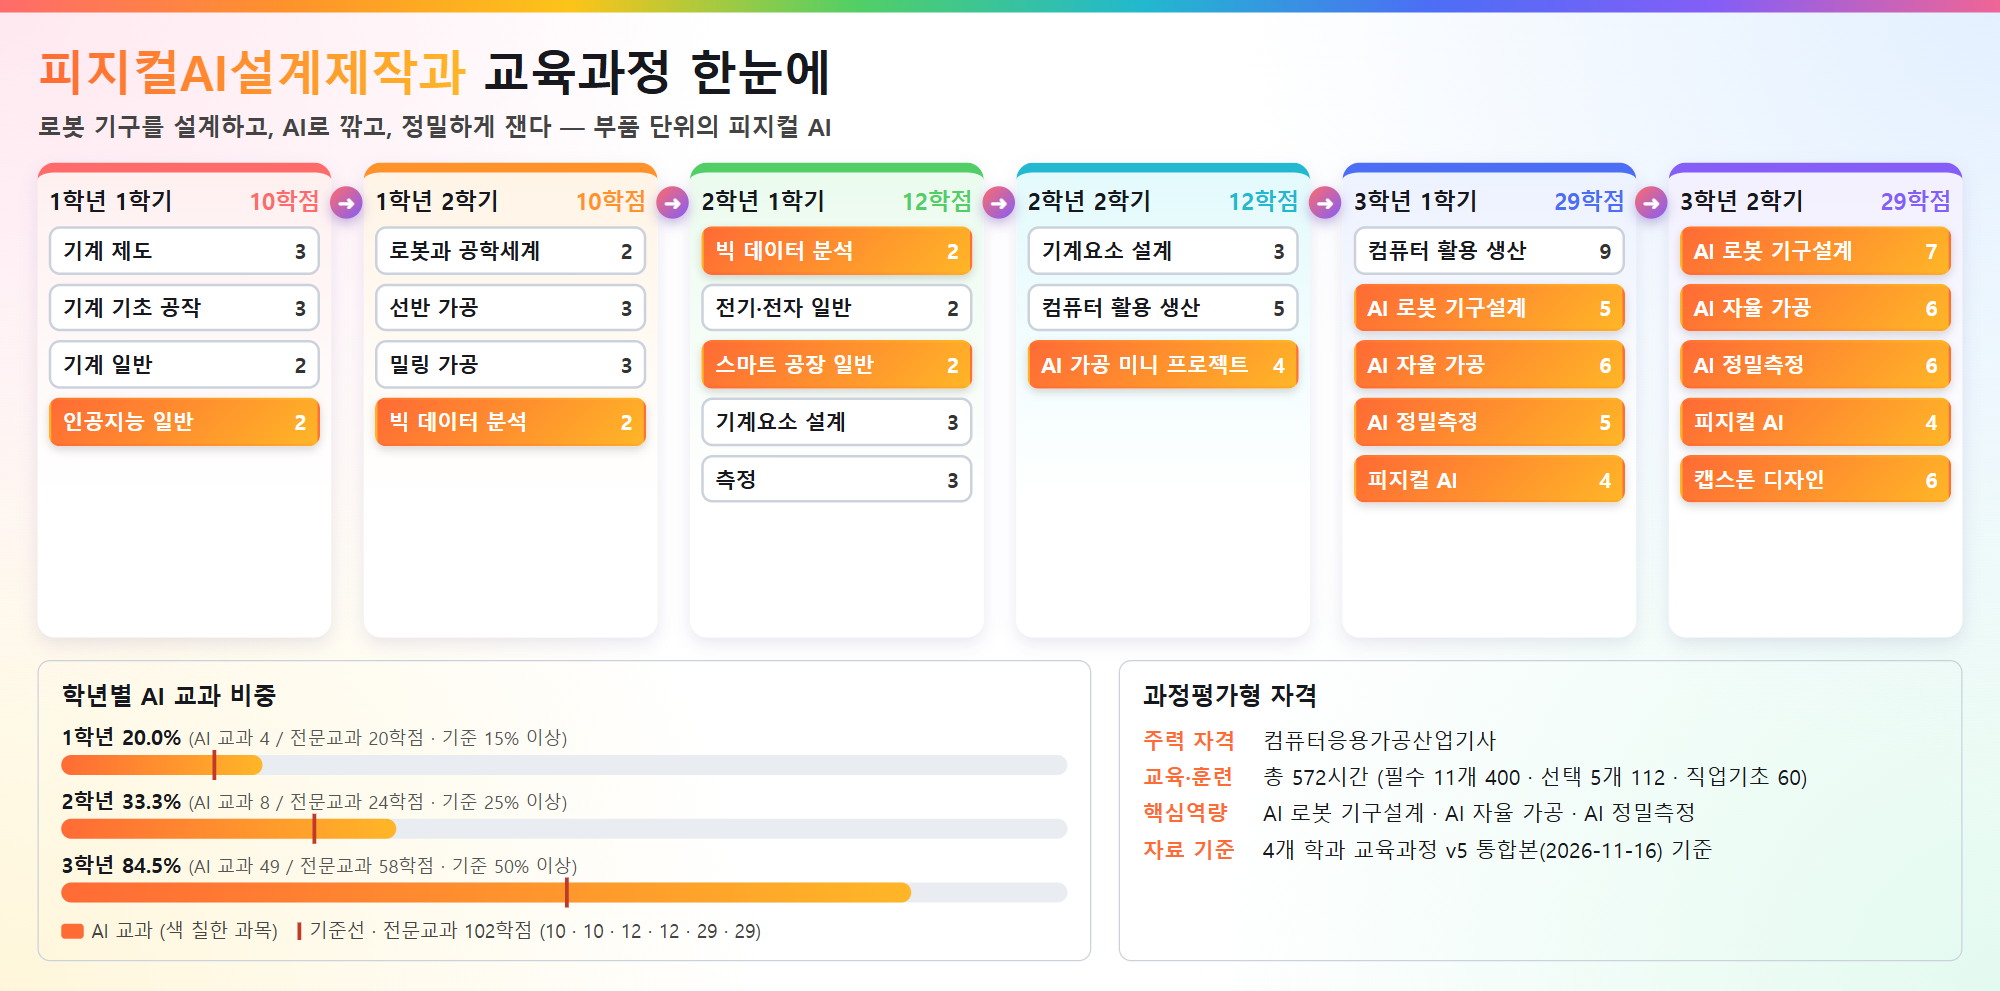 피지컬AI설계제작과 교육과정 한눈에
로봇 기구를 설계하고, AI로 깎고, 정밀하게 잰다 — 부품 단위의 피지컬 AI
1학년 1학기 10학점
기계 제도 3
기계 기초 공작 3
기계 일반 2
인공지능 일반 2
➜
1학년 2학기 10학점
로봇과 공학세계 2
선반 가공 3
밀링 가공 3
빅 데이터 분석 2
➜
2학년 1학기 12학점
빅 데이터 분석 2
전기·전자 일반 2
스마트 공장 일반 2
기계요소 설계 3
측정 3
➜
2학년 2학기 12학점
기계요소 설계 3
컴퓨터 활용 생산 5
AI 가공 미니 프로젝트 4
➜
3학년 1학기 29학점
컴퓨터 활용 생산 9
AI 로봇 기구설계 5
AI 자율 가공 6
AI 정밀측정 5
피지컬 AI 4
➜
3학년 2학기 29학점
AI 로봇 기구설계 7
AI 자율 가공 6
AI 정밀측정 6
피지컬 AI 4
캡스톤 디자인 6
학년별 AI 교과 비중
1학년 20.0% (AI 교과 4 / 전문교과 20학점 · 기준 15% 이상)
2학년 33.3% (AI 교과 8 / 전문교과 24학점 · 기준 25% 이상)
3학년 84.5% (AI 교과 49 / 전문교과 58학점 · 기준 50% 이상)
AI 교과 (색 칠한 과목) 기준선 · 전문교과 102학점 (10 · 10 · 12 · 12 · 29 · 29)
과정평가형 자격
주력 자격 컴퓨터응용가공산업기사
교육·훈련 총 572시간 (필수 11개 400 · 선택 5개 112 · 직업기초 60)
핵심역량 AI 로봇 기구설계 · AI 자율 가공 · AI 정밀측정
자료 기준 4개 학과 교육과정 v5 통합본(2026-11-16) 기준